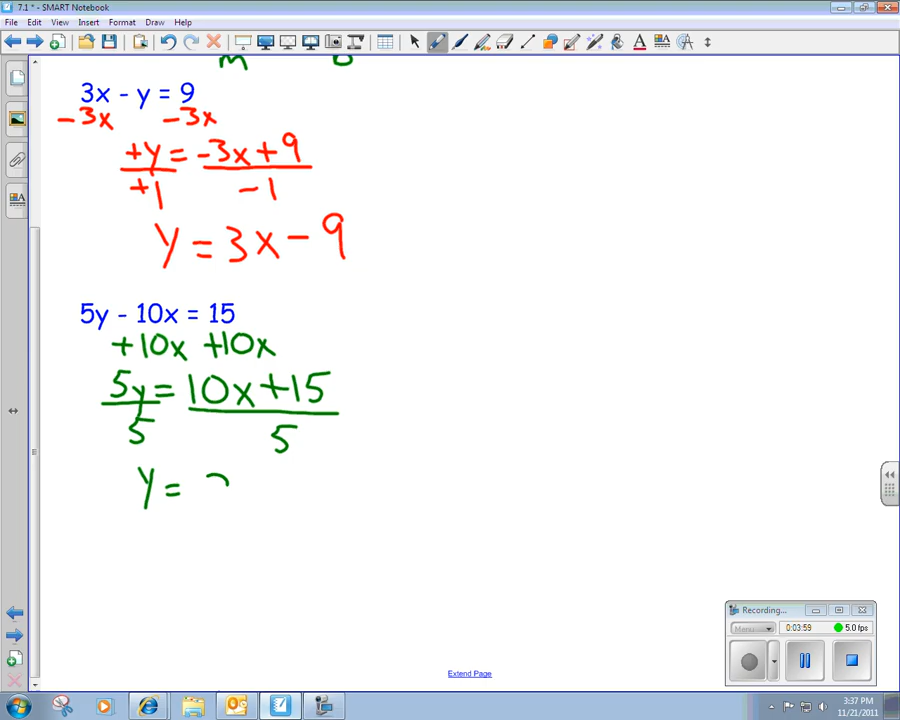 7.1 * - SMART Notebook
File Edit View Insert Format Draw Help
m b
3x - y = 9
-3x -3x
+y = -3x + 9
+1 -1
y = 3x - 9
5y - 10x = 15
+10x +10x
5y = 10x + 15
5 5
y =
Recording...
Menu
0:03:59 5.0 fps
Extend Page
3:37 PM
11/21/2011